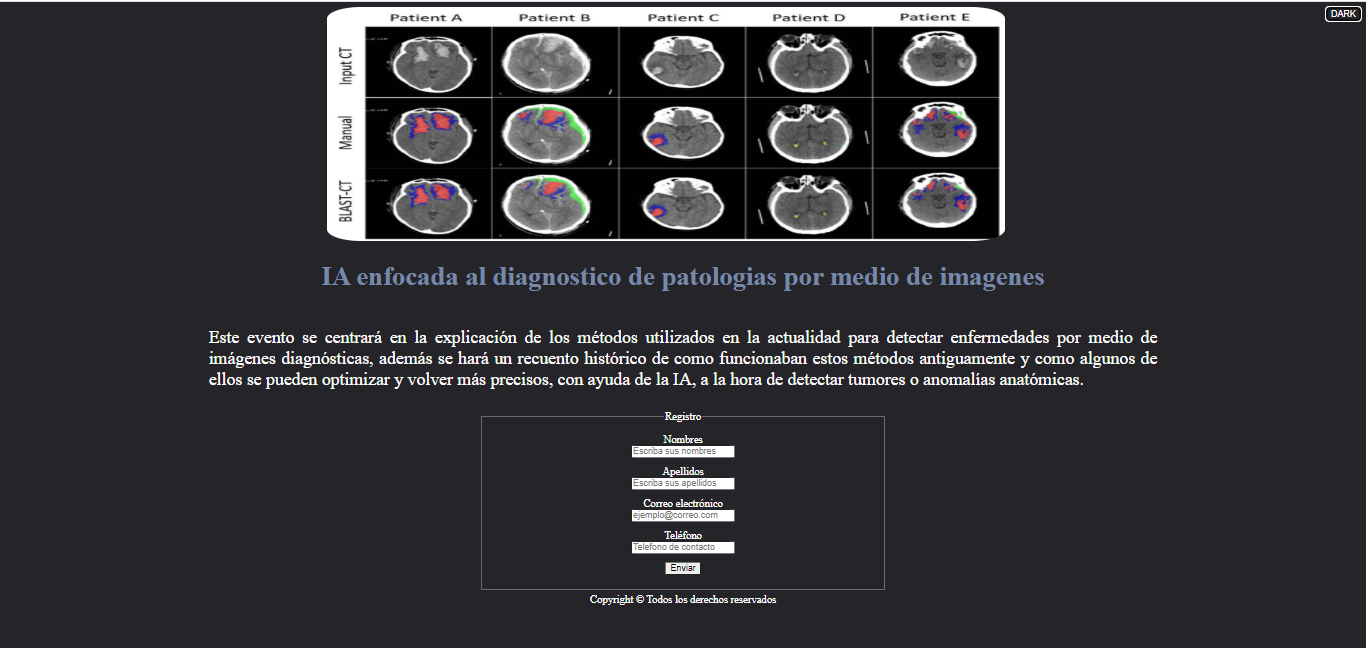 DARK
Patient A Patient B Patient C Patient D Patient E
Input CT
Manual
BLAST-CT
IA enfocada al diagnostico de patologias por medio de imagenes
Este evento se centrará en la explicación de los métodos utilizados en la actualidad para detectar enfermedades por medio de
imágenes diagnósticas, además se hará un recuento histórico de como funcionaban estos métodos antiguamente y como algunos de
ellos se pueden optimizar y volver más precisos, con ayuda de la IA, a la hora de detectar tumores o anomalías anatómicas.
Registro
Nombres
Escriba sus nombres
Apellidos
Escriba sus apellidos
Correo electrónico
ejemplo@correo.com
Teléfono
Telefono de contacto
Enviar
Copyright © Todos los derechos reservados